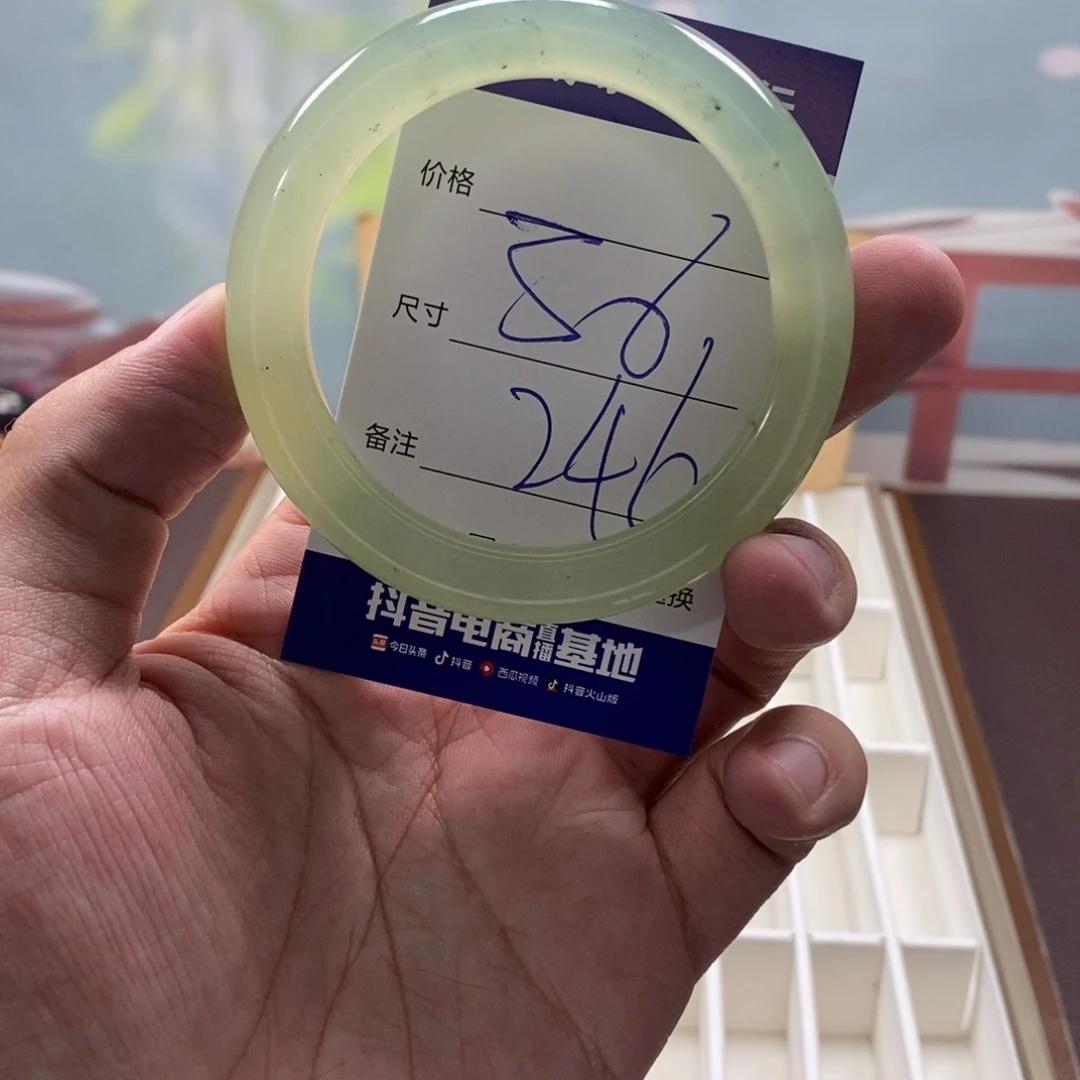 价格
尺寸 56
备注 246
抖音电商直播基地
今日头条 抖音 西瓜视频 抖音火山版